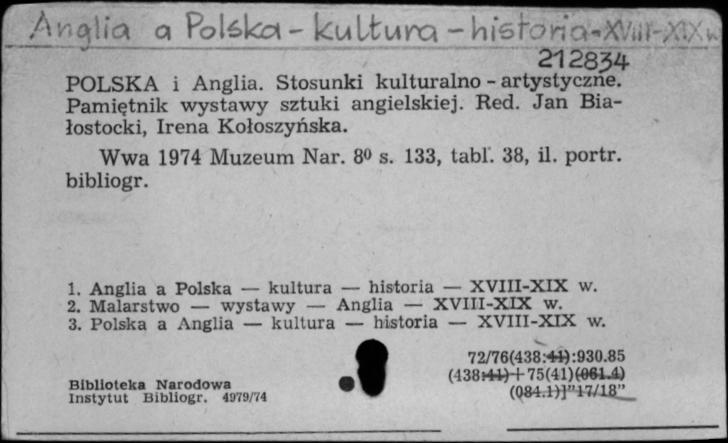 Anglia a Polska - kultura - historia - XVIII-XIX w
212834
POLSKA i Anglia. Stosunki kulturalno - artystyczne.
Pamiętnik wystawy sztuki angielskiej. Red. Jan Bia-
łostocki, Irena Kołoszyńska.
Wwa 1974 Muzeum Nar. 8⁰ s. 133, tabl. 38, il. portr.
bibliogr.
1. Anglia a Polska — kultura — historia — XVIII-XIX w.
2. Malarstwo — wystawy — Anglia — XVIII-XIX w.
3. Polska a Anglia — kultura — historia — XVIII-XIX w.
72/76(438:41):930.85
(438:41)+75(41)(061.4)
(084.1)]"17/18"
Biblioteka Narodowa
Instytut Bibliogr. 4979/74